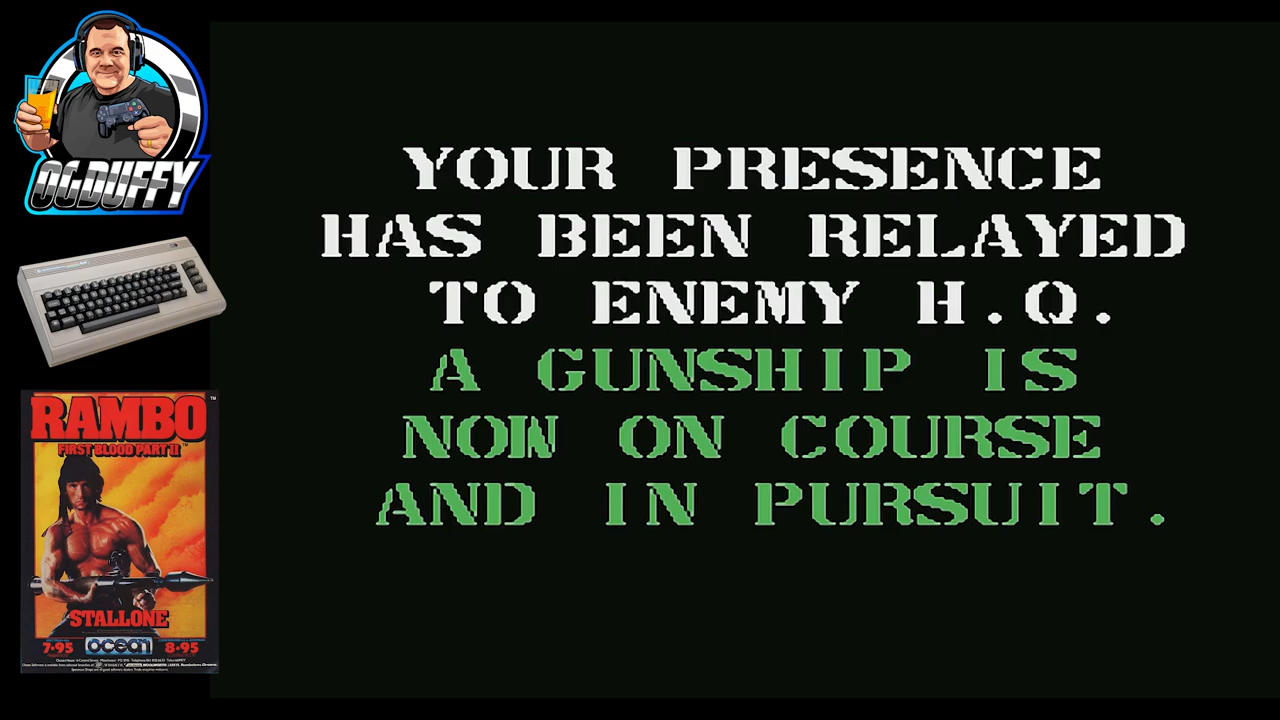 OGDUFFY
RAMBO
TM
FIRST BLOOD PART II
STALLONE
7·95
ocean
8·95
YOUR PRESENCE
HAS BEEN RELAYED
TO ENEMY H.Q.
A GUNSHIP IS
NOW ON COURSE
AND IN PURSUIT.